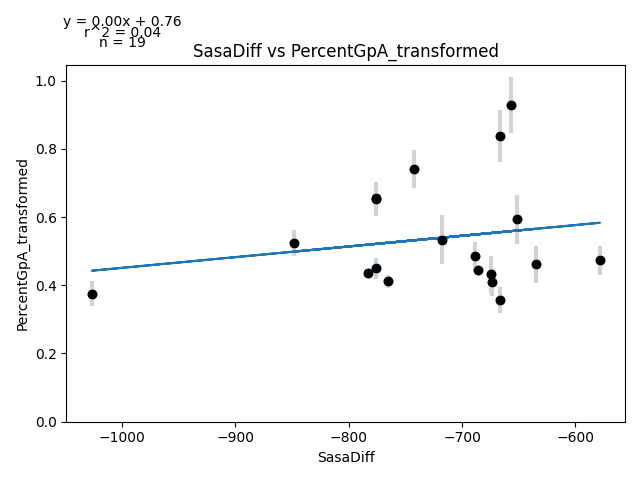 y = 0.00x + 0.76
r^2 = 0.04
n = 19
SasaDiff vs PercentGpA_transformed
1.0
0.8
0.6
0.4
0.2
0.0
PercentGpA_transformed
−1000 −900 −800 −700 −600
SasaDiff